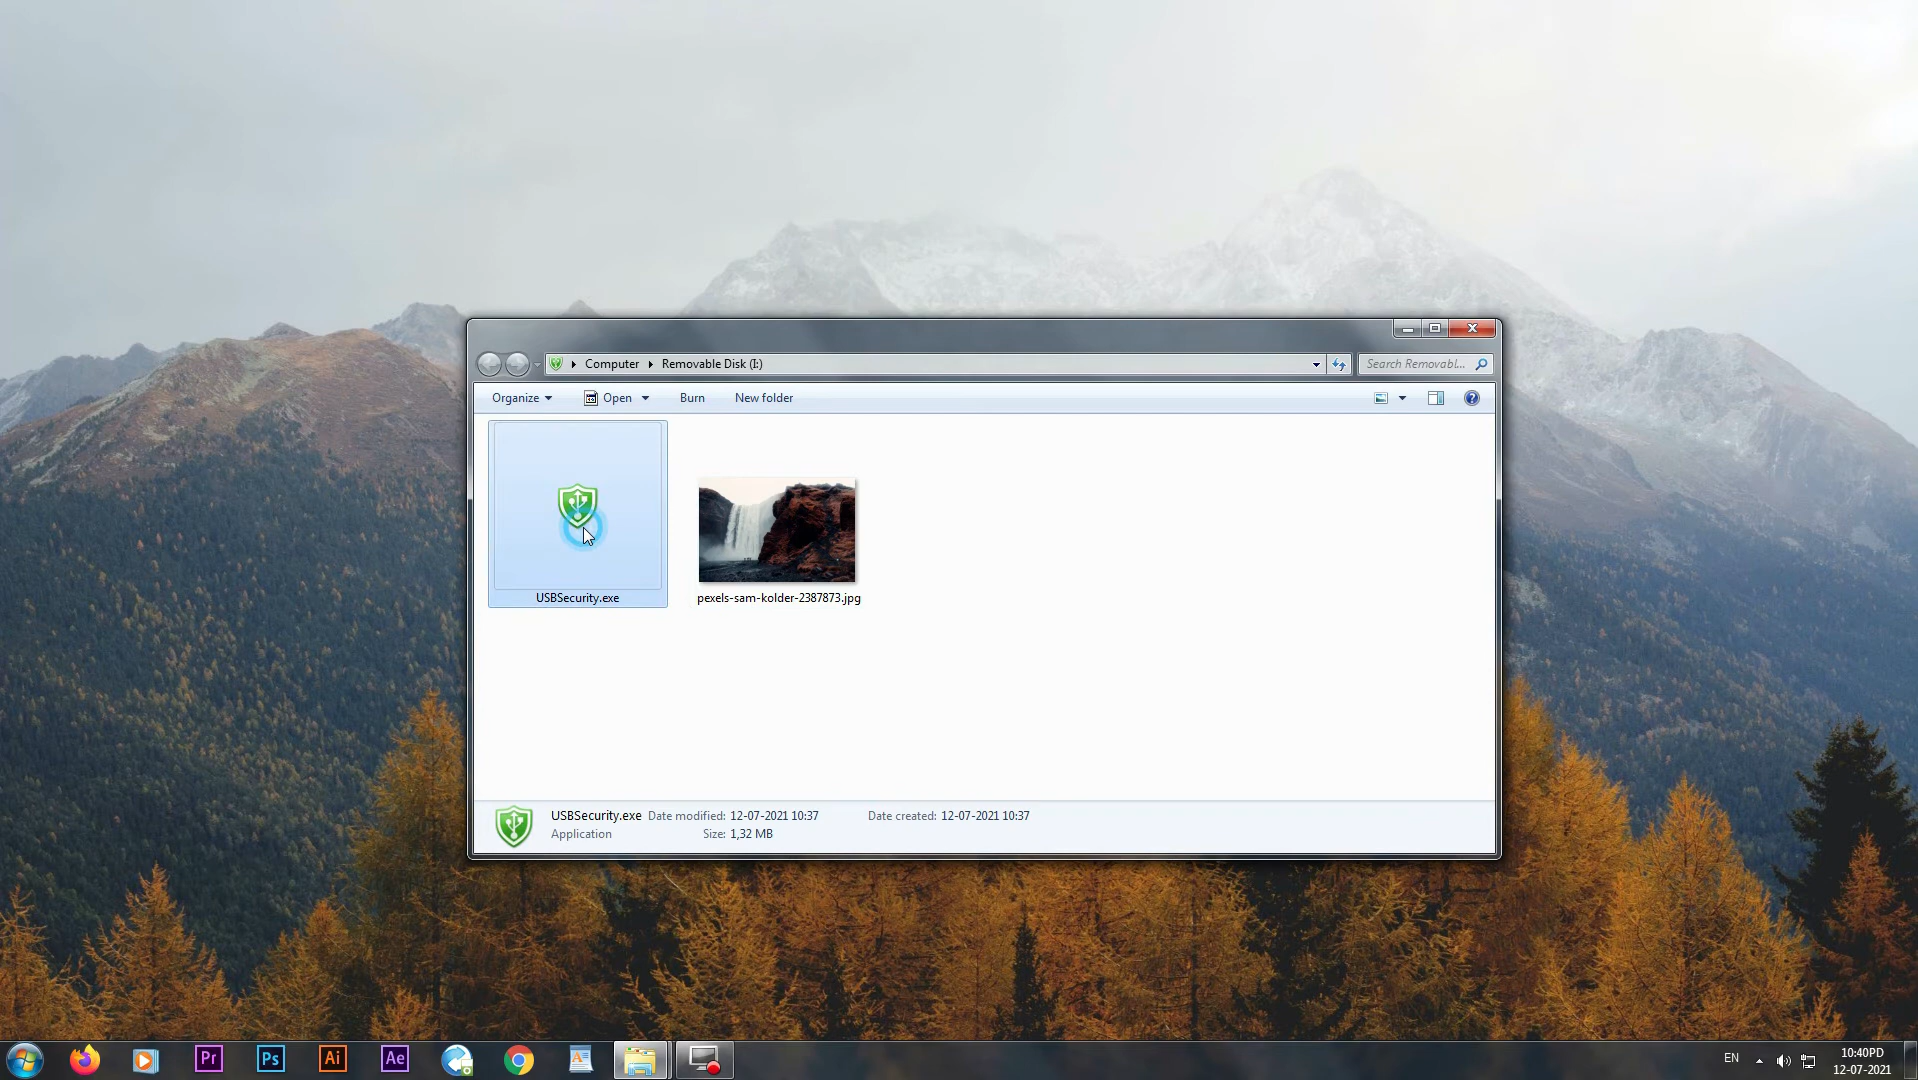 Computer Removable Disk (I:) Search Removabl...
Organize Open Burn New folder
USBSecurity.exe pexels-sam-kolder-2387873.jpg
USBSecurity.exe Date modified: 12-07-2021 10:37 Date created: 12-07-2021 10:37
Application Size: 1,32 MB
Pr Ps Ai Ae EN 10:40PD
12-07-2021